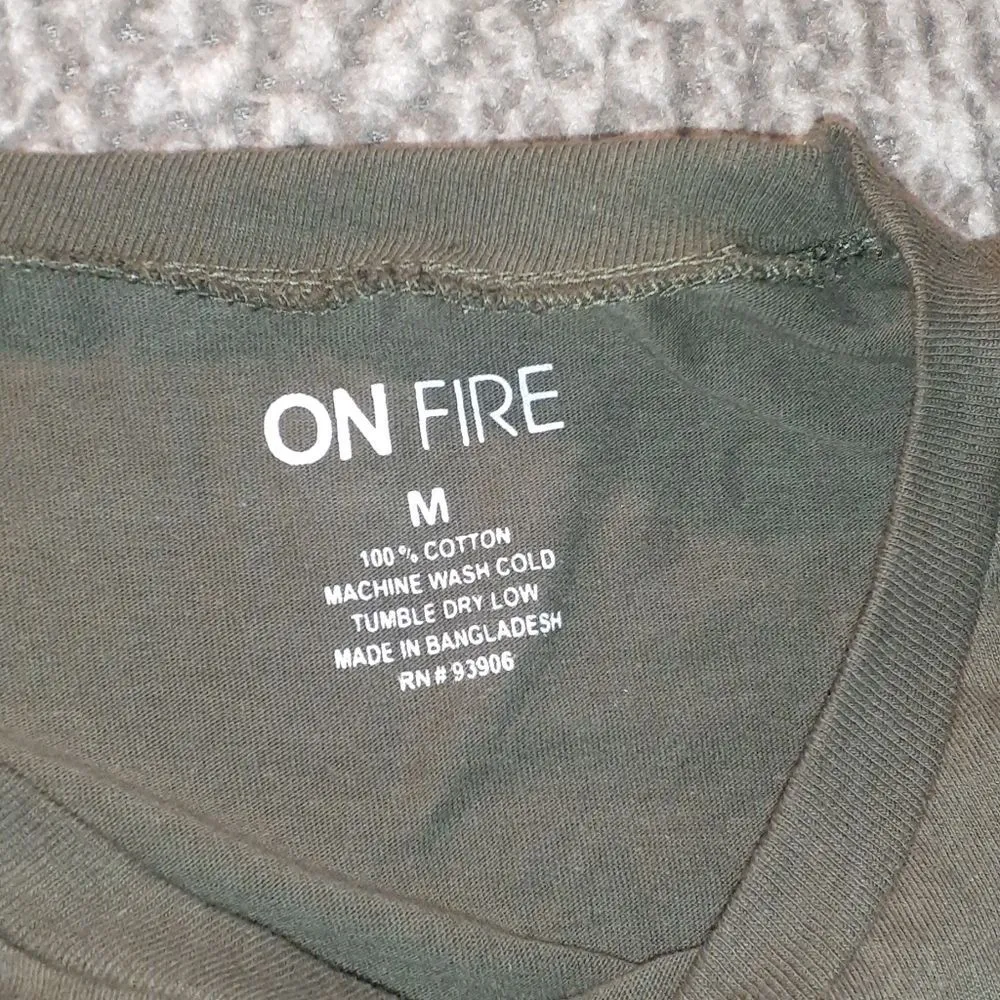 ON FIRE
M
100% COTTON
MACHINE WASH COLD
TUMBLE DRY LOW
MADE IN BANGLADESH
RN# 93906